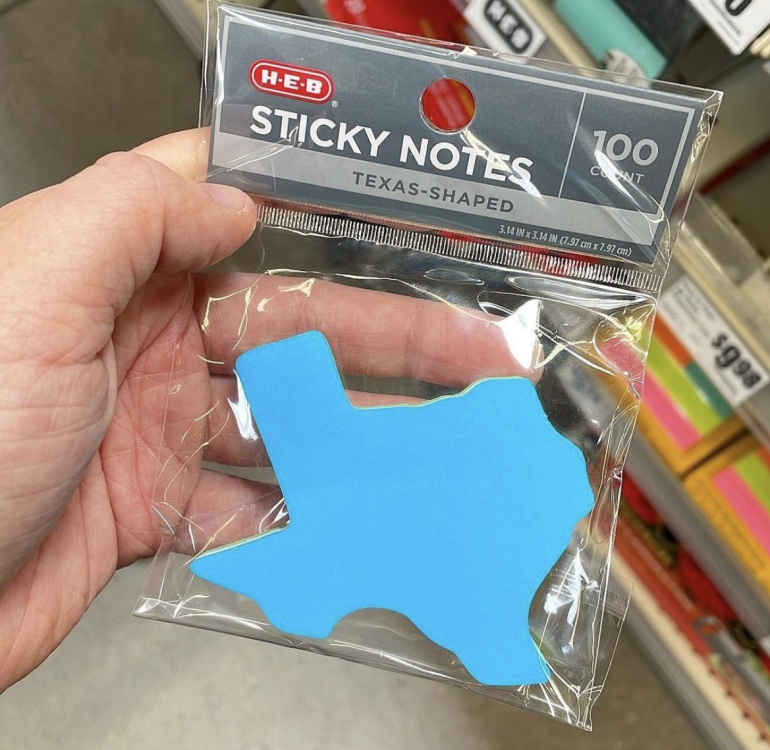 H-E-B
®
STICKY NOTES
100
COUNT
TEXAS-SHAPED
3.14 IN x 3.14 IN (7.97 cm x 7.97 cm)
H-E-B
$9.98